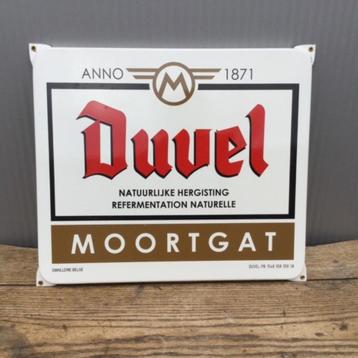 ANNO M 1871
Duvel
NATUURLIJKE HERGISTING
REFERMENTATION NATURELLE
MOORTGAT
EMAILLERIE BELGE